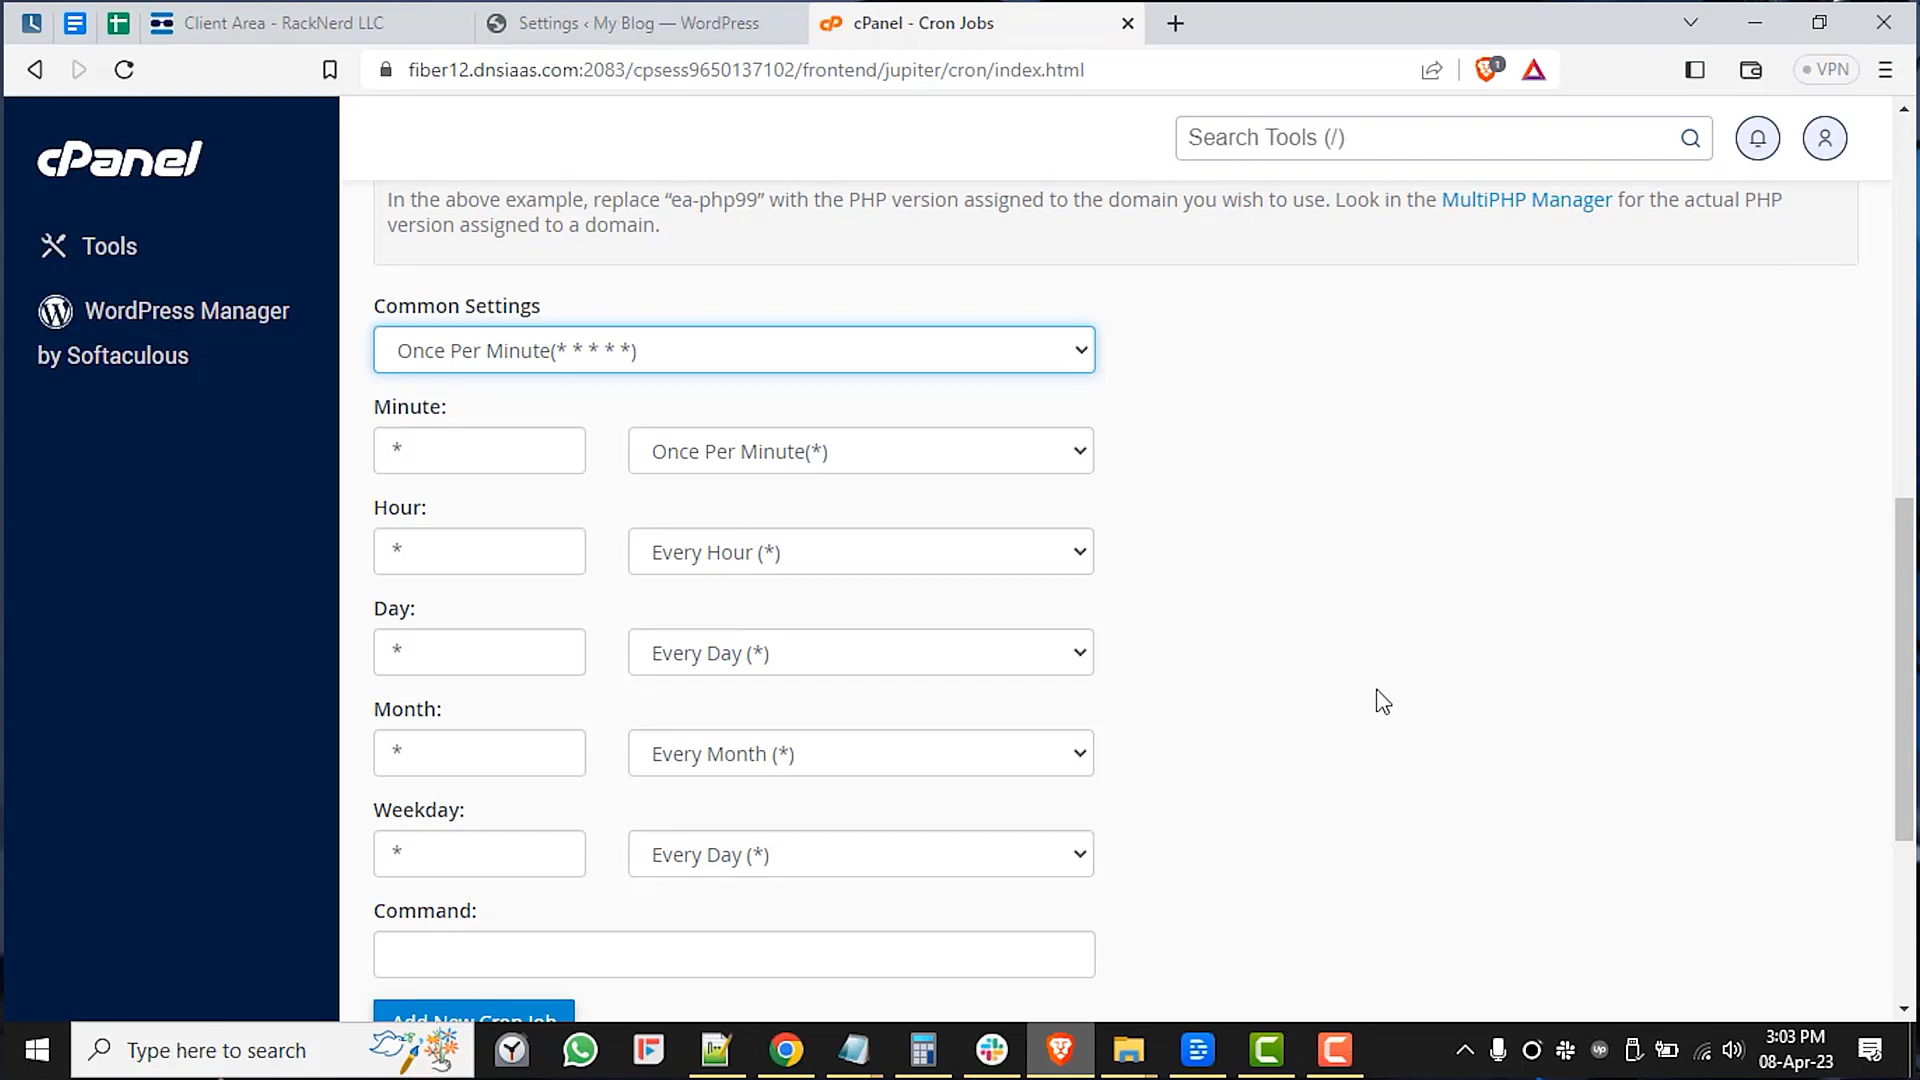 Client Area - RackNerd LLC
Settings ‹ My Blog — WordPress
cPanel - Cron Jobs
fiber12.dnsiaas.com:2083/cpsess9650137102/frontend/jupiter/cron/index.html
1
VPN
cPanel
Search Tools (/)
Tools
WordPress Manager
by Softaculous
In the above example, replace “ea-php99” with the PHP version assigned to the domain you wish to use. Look in the MultiPHP Manager for the actual PHP
version assigned to a domain.
Common Settings
Once Per Minute(* * * * *)
Minute:
* Once Per Minute(*)
Hour:
* Every Hour (*)
Day:
* Every Day (*)
Month:
* Every Month (*)
Weekday:
* Every Day (*)
Command:
Add New Cron Job
Type here to search
up
3:03 PM
08-Apr-23